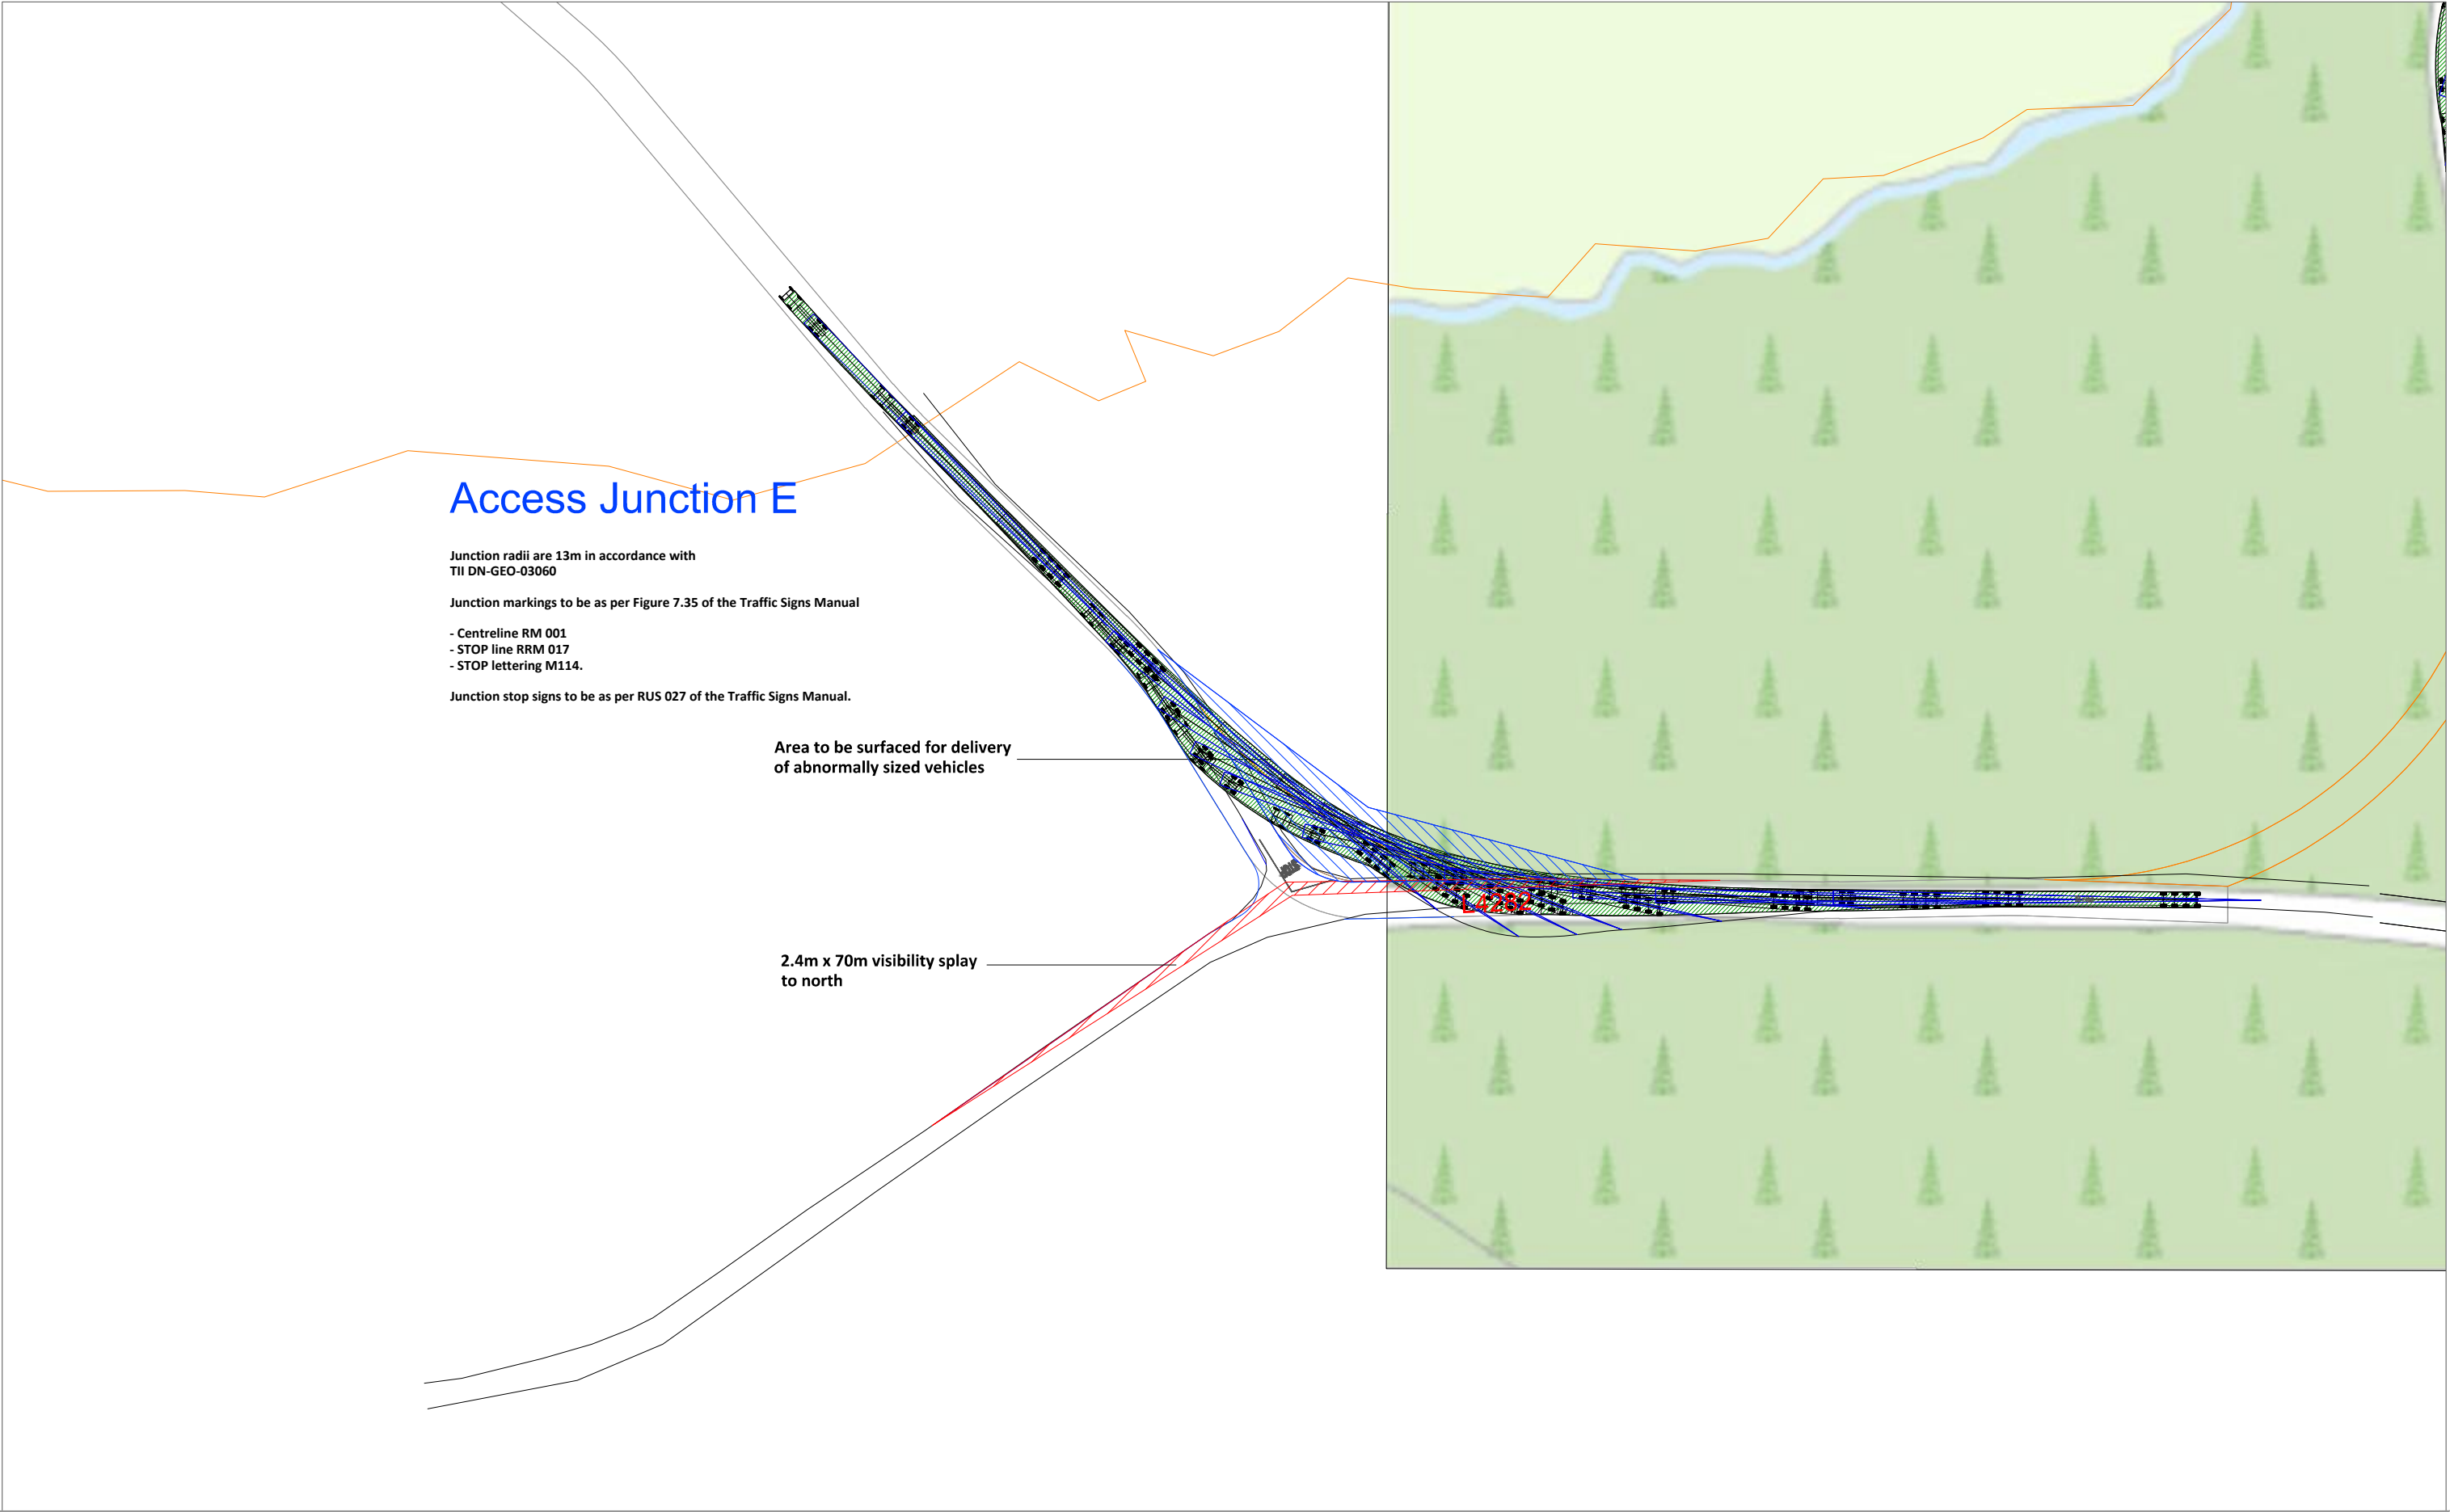 Access Junction E
Junction radii are 13m in accordance with
TII DN-GEO-03060
Junction markings to be as per Figure 7.35 of the Traffic Signs Manual
- Centreline RM 001
- STOP line RRM 017
- STOP lettering M114.
Junction stop signs to be as per RUS 027 of the Traffic Signs Manual.
Area to be surfaced for delivery
of abnormally sized vehicles
L4282
2.4m x 70m visibility splay
to north